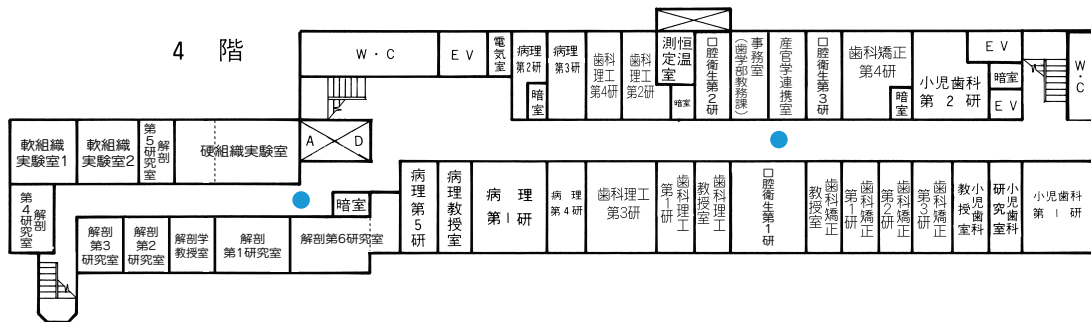 4 階
W・C
EV
電気室
病理
第2研
暗室
病理
第3研
歯科
理工
第4研
歯科
理工
第2研
恒温
測定室
暗室
口腔衛生第2研
事務室
（歯学部教務課）
産官学連携室
口腔衛生第3研
歯科矯正
第4研
暗室
小児歯科
第2研
EV
暗室
EV
W・C
軟組織
実験室1
軟組織
実験室2
解剖
第5研究室
硬組織実験室
A D
解剖
第4研究室
暗室
解剖
第3
研究室
解剖
第2
研究室
解剖学
教授室
解剖
第1研究室
解剖第6研究室
病理第5研
病理教授室
病理
第1研
病理
第4研
歯科理工
第3研
歯科理工
第1研
歯科理工
教授室
口腔衛生第1研
歯科矯正
教授室
歯科矯正
第1研
歯科矯正
第2研
歯科矯正
第3研
小児歯科
教授室
小児歯科
研究室
小児歯科
第1研